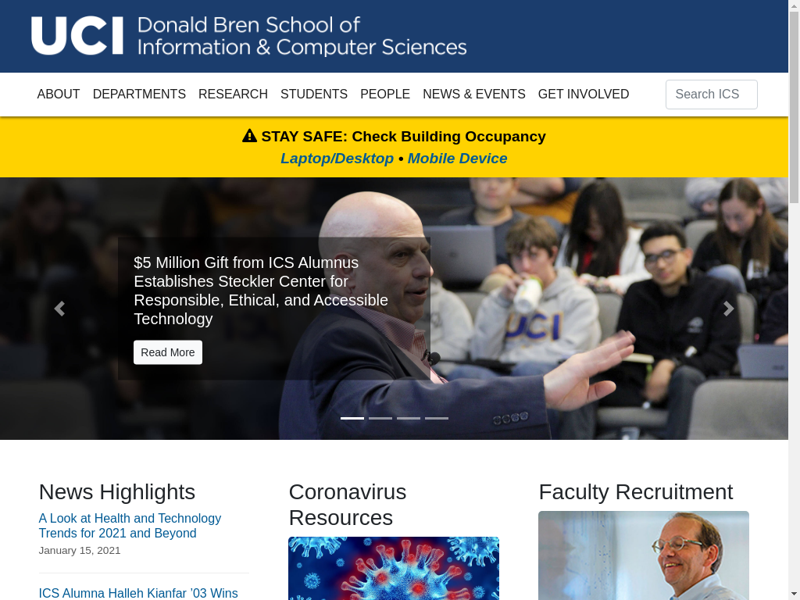 UCI Donald Bren School of
Information & Computer Sciences
ABOUT DEPARTMENTS RESEARCH STUDENTS PEOPLE NEWS & EVENTS GET INVOLVED Search ICS
STAY SAFE: Check Building Occupancy
Laptop/Desktop • Mobile Device
$5 Million Gift from ICS Alumnus
Establishes Steckler Center for
Responsible, Ethical, and Accessible
Technology
Read More
UCI
News Highlights
A Look at Health and Technology
Trends for 2021 and Beyond
January 15, 2021
ICS Alumna Halleh Kianfar '03 Wins
Coronavirus
Resources
Faculty Recruitment